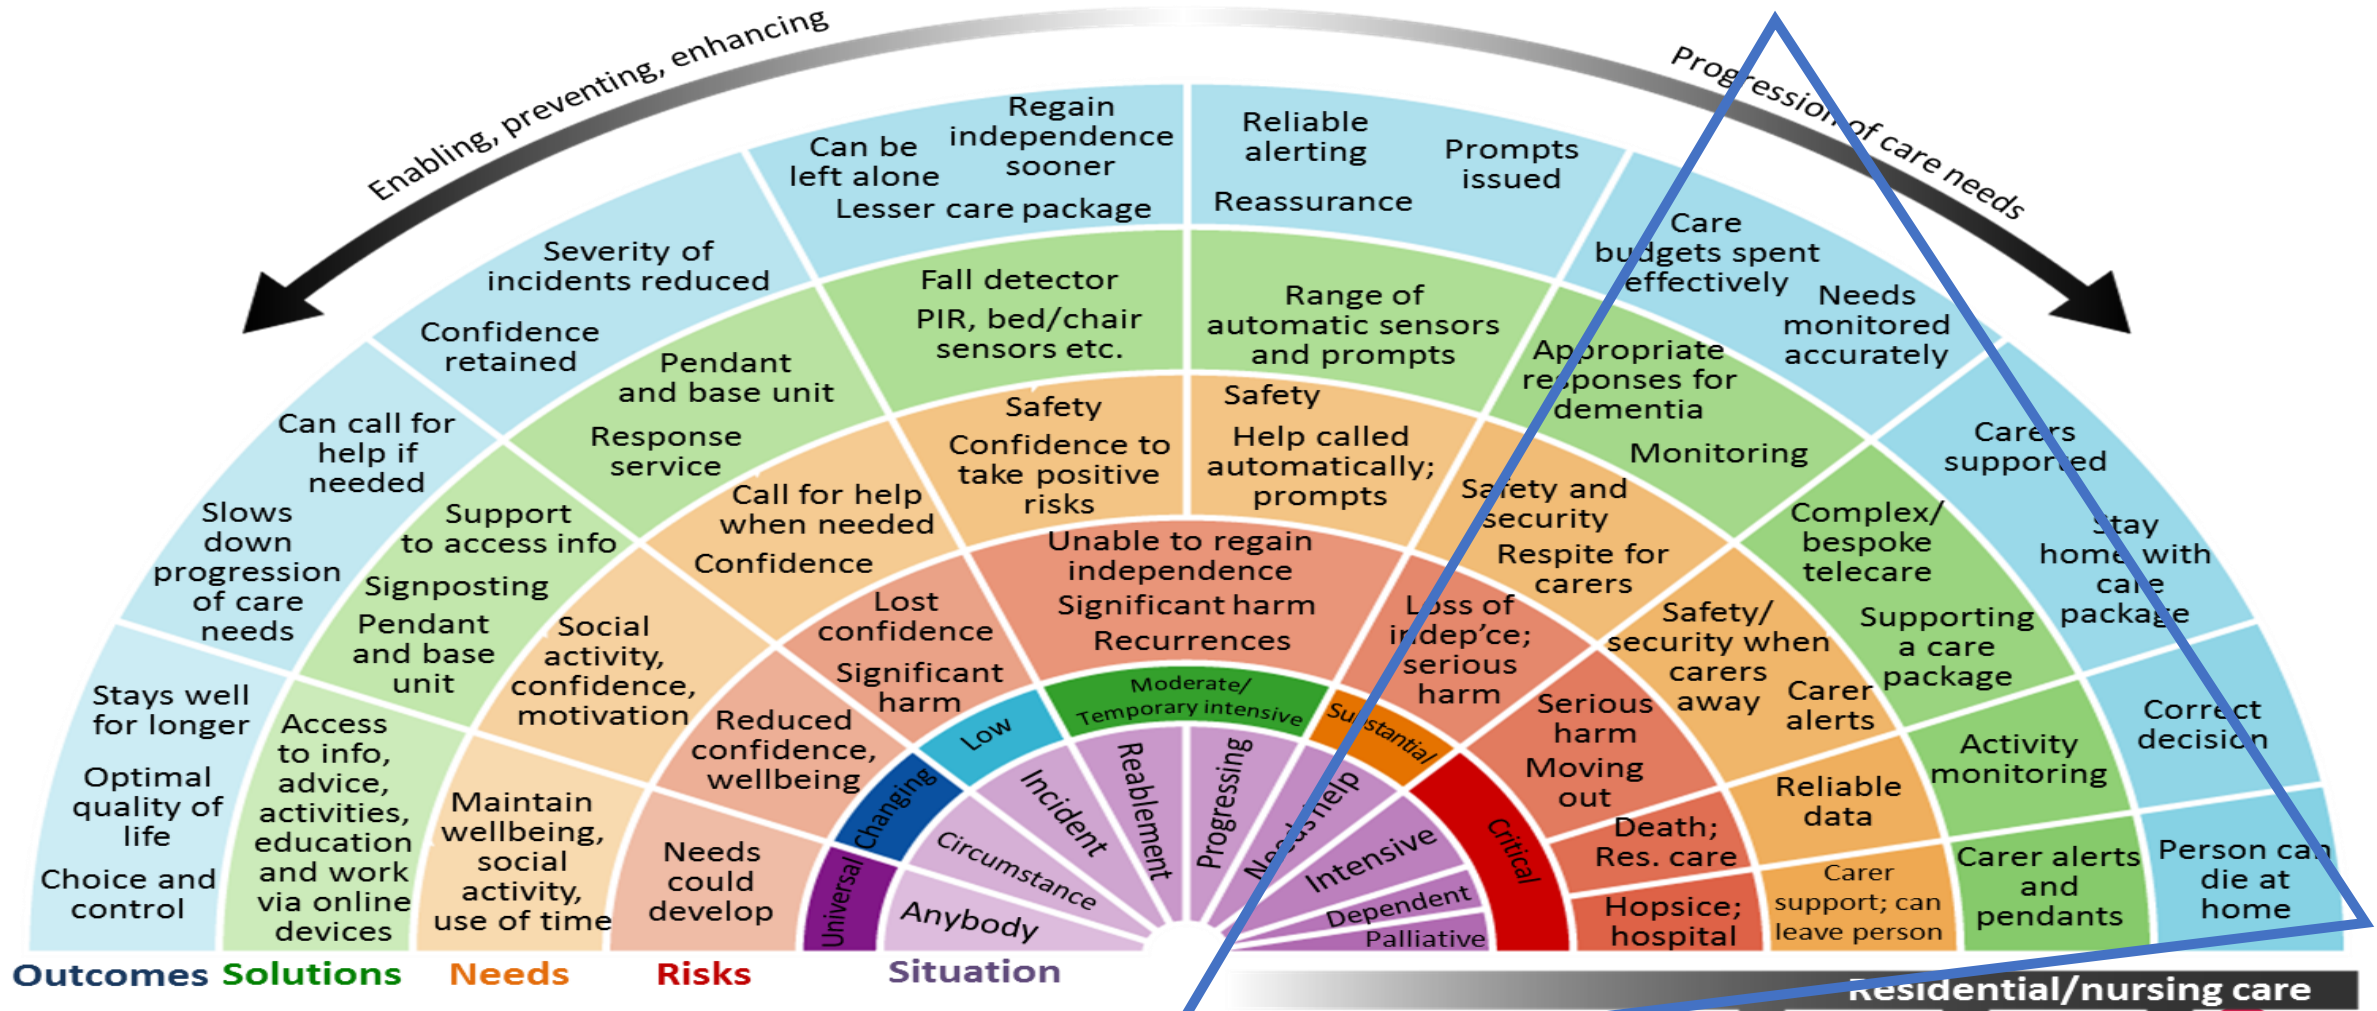 Enabling, preventing, enhancing
Progression of care needs
Stays well
for longer
Optimal
quality of
life
Choice and
control
Access
to info,
advice,
activities,
education
and work
via online
devices
Maintain
wellbeing,
social
activity,
use of time
Needs
could
develop
Universal
Anybody
Can call for
help if
needed
Slows
down
progression
of care
needs
Support
to access info
Signposting
Pendant
and base
unit
Social
activity,
confidence,
motivation
Reduced
confidence,
wellbeing
Changing
Circumstance
Severity of
incidents reduced
Confidence
retained
Pendant
and base unit
Response
service
Call for help
when needed
Confidence
Lost
confidence
Significant
harm
Low
Incident
Regain
independence
sooner
Can be
left alone
Lesser care package
Fall detector
PIR, bed/chair
sensors etc.
Safety
Confidence to
take positive
risks
Unable to regain
independence
Significant harm
Recurrences
Moderate/
Temporary intensive
Reablement
Reliable
alerting
Prompts
issued
Reassurance
Range of
automatic sensors
and prompts
Safety
Help called
automatically;
prompts
Progressing
Care
budgets spent
effectively
Needs
monitored
accurately
Appropriate
responses for
dementia
Monitoring
Safety and
security
Respite for
carers
Loss of
indep'ce;
serious
harm
Substantial
Needs help
Carers
supported
Stay
home with
care
package
Complex/
bespoke
telecare
Supporting
a care
package
Safety/
security when
carers
away
Carer
alerts
Serious
harm
Moving
out
Critical
Intensive
Correct
decision
Activity
monitoring
Reliable
data
Death;
Res. care
Dependent
Person can
die at
home
Carer alerts
and
pendants
Carer
support; can
leave person
Hopsice;
hospital
Palliative
Outcomes Solutions Needs Risks Situation
Residential/nursing care